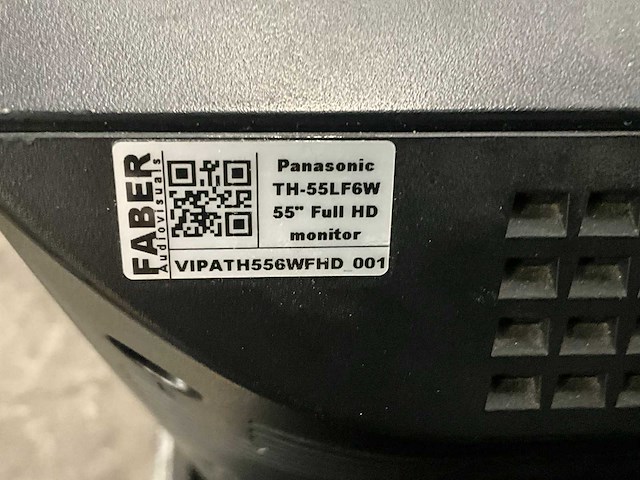 FABER
Audiovisuals
Panasonic
TH-55LF6W
55" Full HD
monitor
VIPATH556WFHD_001